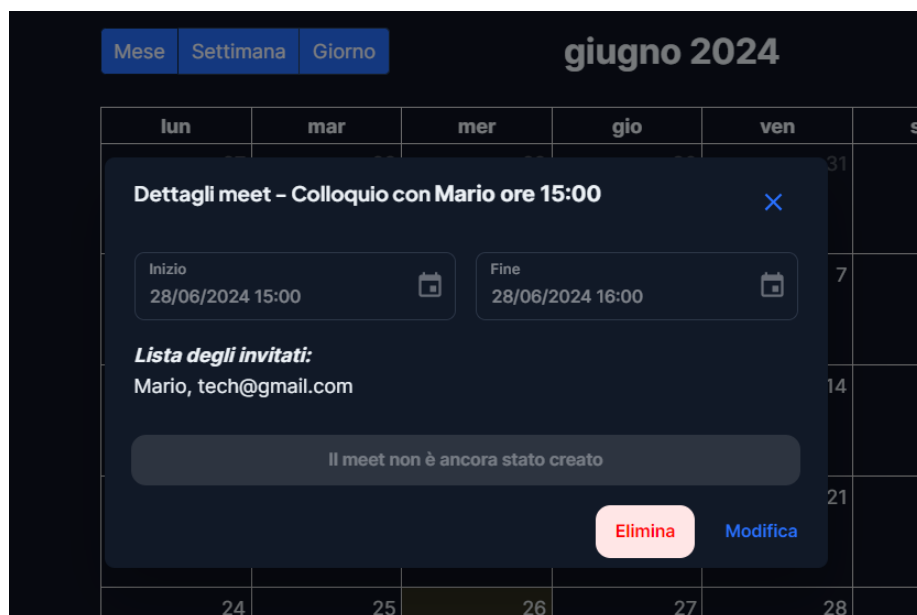 Mese Settimana Giorno
giugno 2024
lun mar mer gio ven s
31
Dettagli meet – Colloquio con Mario ore 15:00
Inizio
28/06/2024 15:00
Fine
28/06/2024 16:00
7
Lista degli invitati:
Mario, tech@gmail.com
14
Il meet non è ancora stato creato
21
Elimina Modifica
24 25 26 27 28